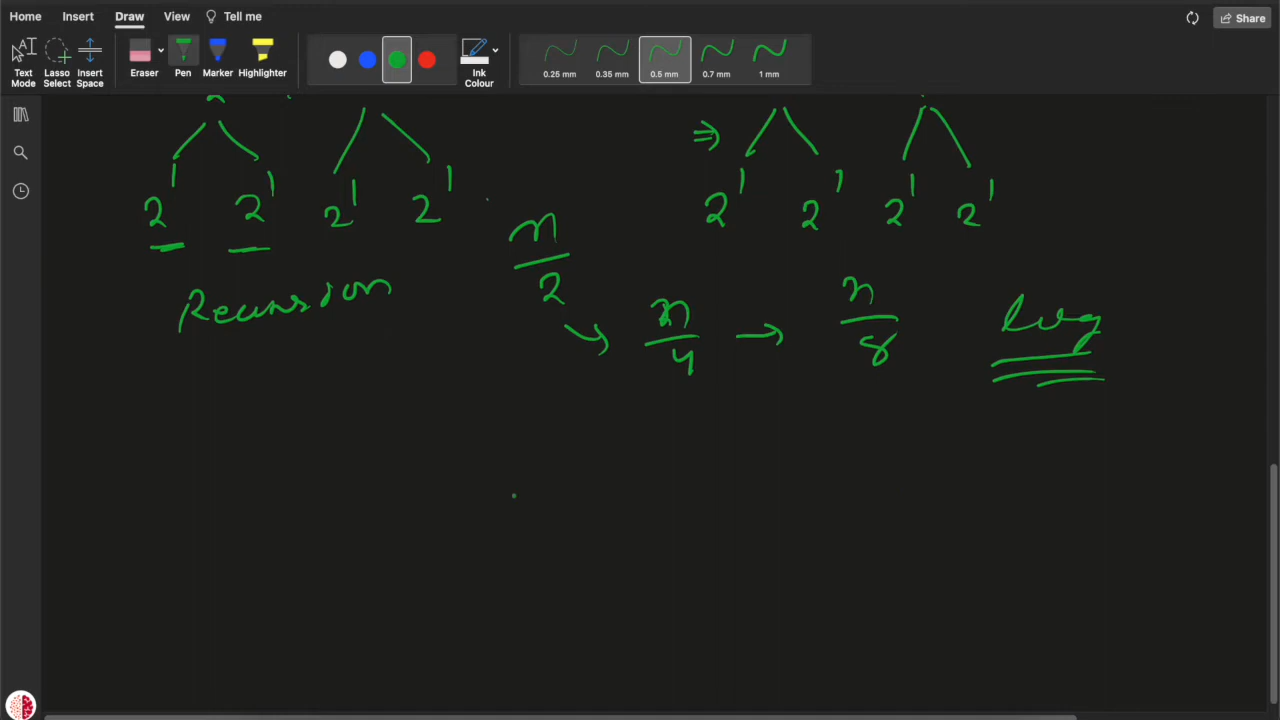 Home Insert Draw View Tell me Share
Text Mode Lasso Select Insert Space Eraser Pen Marker Highlighter Ink Colour 0.25 mm 0.35 mm 0.5 mm 0.7 mm 1 mm
2
2^1 2^1 2^1 2^1 ⇒ 2^1 2^1 2^1 2^1
Recursion n/2 → n/4 → n/8 log